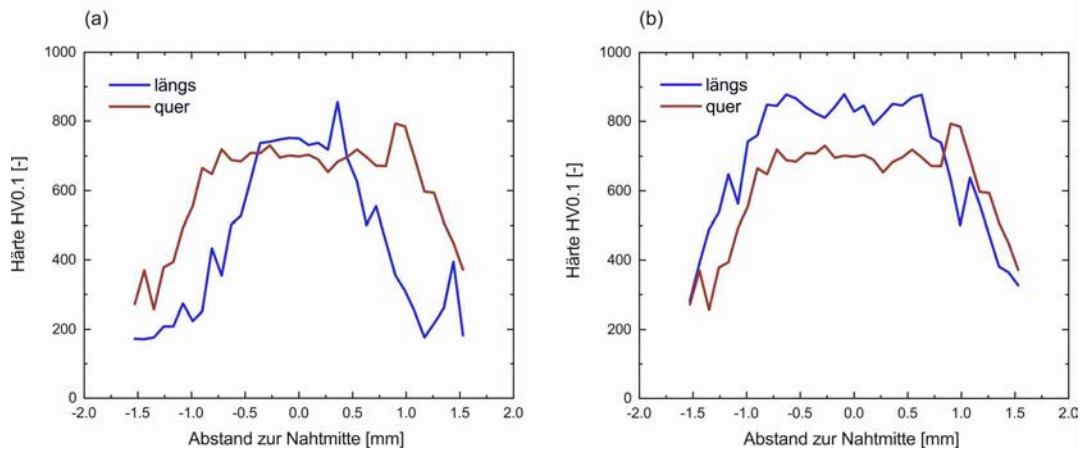 (a)
1000
800
600
400
200
0
längs
quer
Härte HV0.1 [-]
-2.0 -1.5 -1.0 -0.5 0.0 0.5 1.0 1.5 2.0
Abstand zur Nahtmitte [mm]
(b)
1000
800
600
400
200
0
längs
quer
Härte HV0.1 [-]
-2.0 -1.5 -1.0 -0.5 0.0 0.5 1.0 1.5 2.0
Abstand zur Nahtmitte [mm]